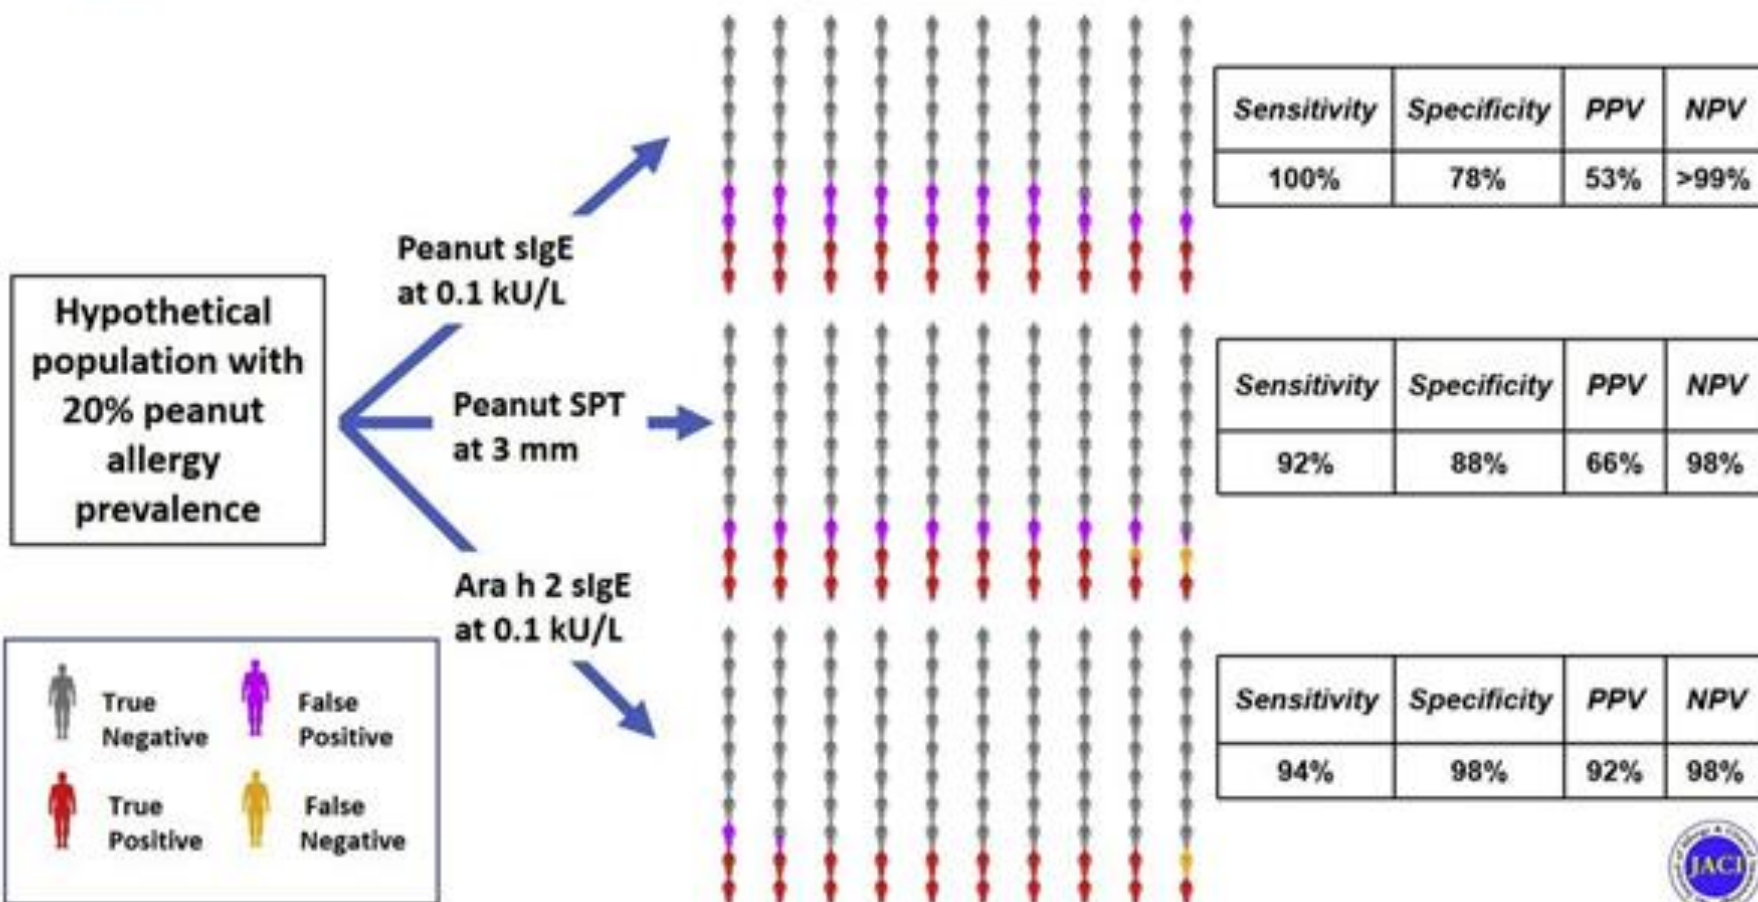 Hypothetical
population with
20% peanut
allergy
prevalence
Peanut sIgE
at 0.1 kU/L
Peanut SPT
at 3 mm
Ara h 2 sIgE
at 0.1 kU/L
Sensitivity Specificity PPV NPV
100% 78% 53% >99%
Sensitivity Specificity PPV NPV
92% 88% 66% 98%
Sensitivity Specificity PPV NPV
94% 98% 92% 98%
True
Negative
False
Positive
True
Positive
False
Negative
JACI